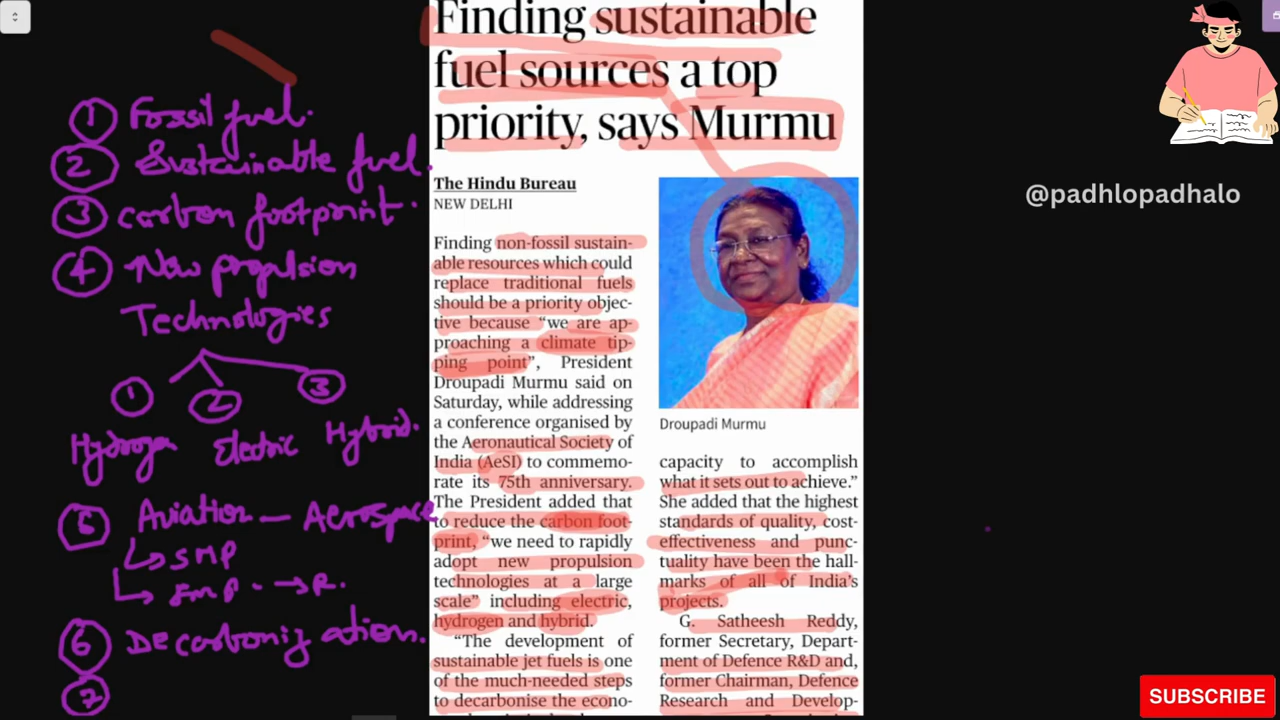 ① Fossil fuel.
② Sustainable fuel.
③ carbon footprint.
④ New propulsion
Technologies
① ② ③
Hydrogen Electric Hybrid.
⑤ Aviation — Aerospace
↳ SMP
↳ → R.
⑥ Decarbonization.
⑦
Finding sustainable
fuel sources a top
priority, says Murmu
The Hindu Bureau
NEW DELHI
Finding non-fossil sustain-
able resources which could
replace traditional fuels
should be a priority objec-
tive because “we are ap-
proaching a climate tip-
ping point”, President
Droupadi Murmu said on
Saturday, while addressing
a conference organised by
the Aeronautical Society of
India (AeSI) to commemo-
rate its 75th anniversary.
The President added that
to reduce the carbon foot-
print, “we need to rapidly
adopt new propulsion
technologies at a large
scale” including electric,
hydrogen and hybrid.
“The development of
sustainable jet fuels is one
of the much-needed steps
to decarbonise the econo-
Droupadi Murmu
capacity to accomplish
what it sets out to achieve.”
She added that the highest
standards of quality, cost-
effectiveness and punc-
tuality have been the hall-
marks of all of India’s
projects.
G. Satheesh Reddy,
former Secretary, Depart-
ment of Defence R&D and,
former Chairman, Defence
Research and Develop-
@padhlopadhalo
SUBSCRIBE